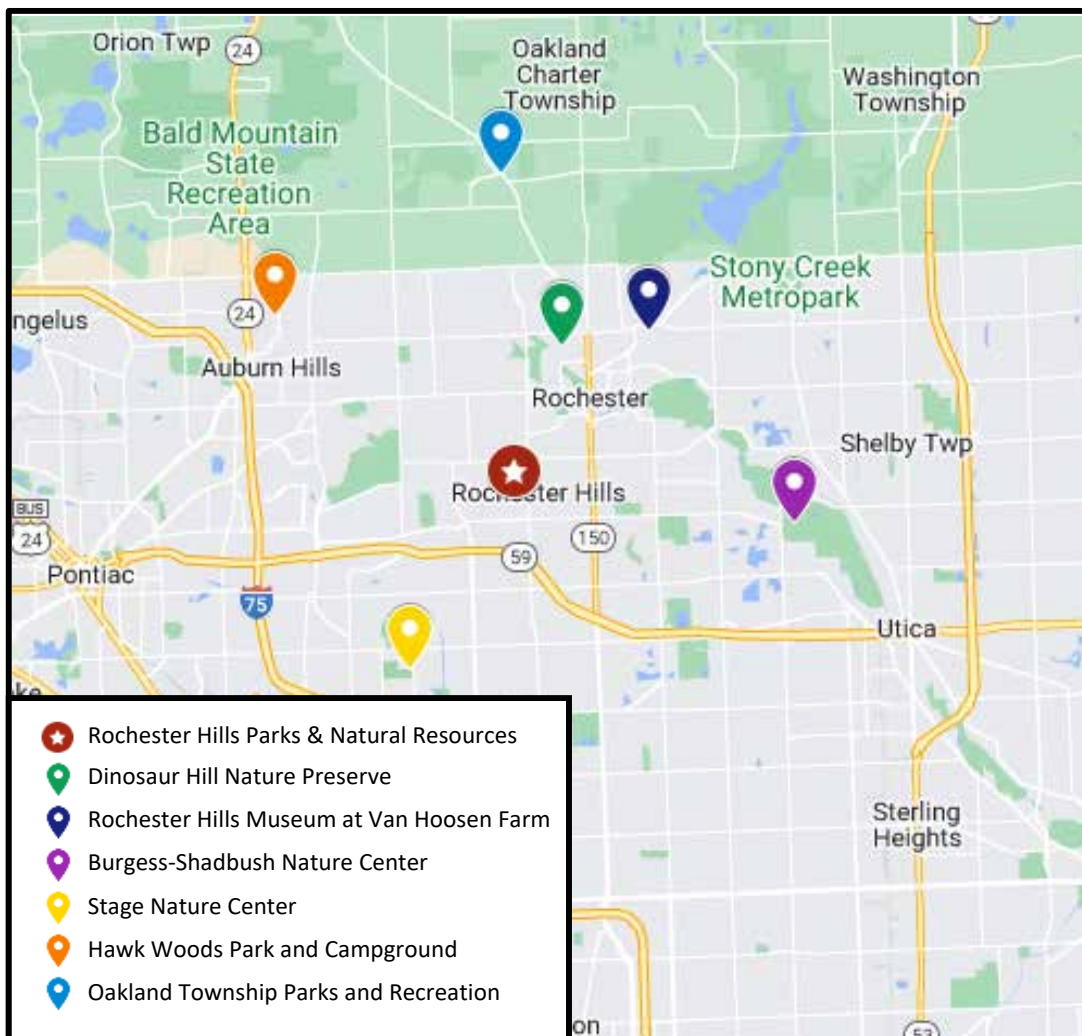 Orion Twp
24
Oakland
Charter
Township
Washington
Township
Bald Mountain
State
Recreation
Area
Stony Creek
Metropark
24
ngelus
Auburn Hills
Rochester
Shelby Twp
Rochester Hills
BUS
24
150
59
Pontiac
75
Utica
ke
Sterling
Heights
on
53
Rochester Hills Parks & Natural Resources
Dinosaur Hill Nature Preserve
Rochester Hills Museum at Van Hoosen Farm
Burgess-Shadbush Nature Center
Stage Nature Center
Hawk Woods Park and Campground
Oakland Township Parks and Recreation